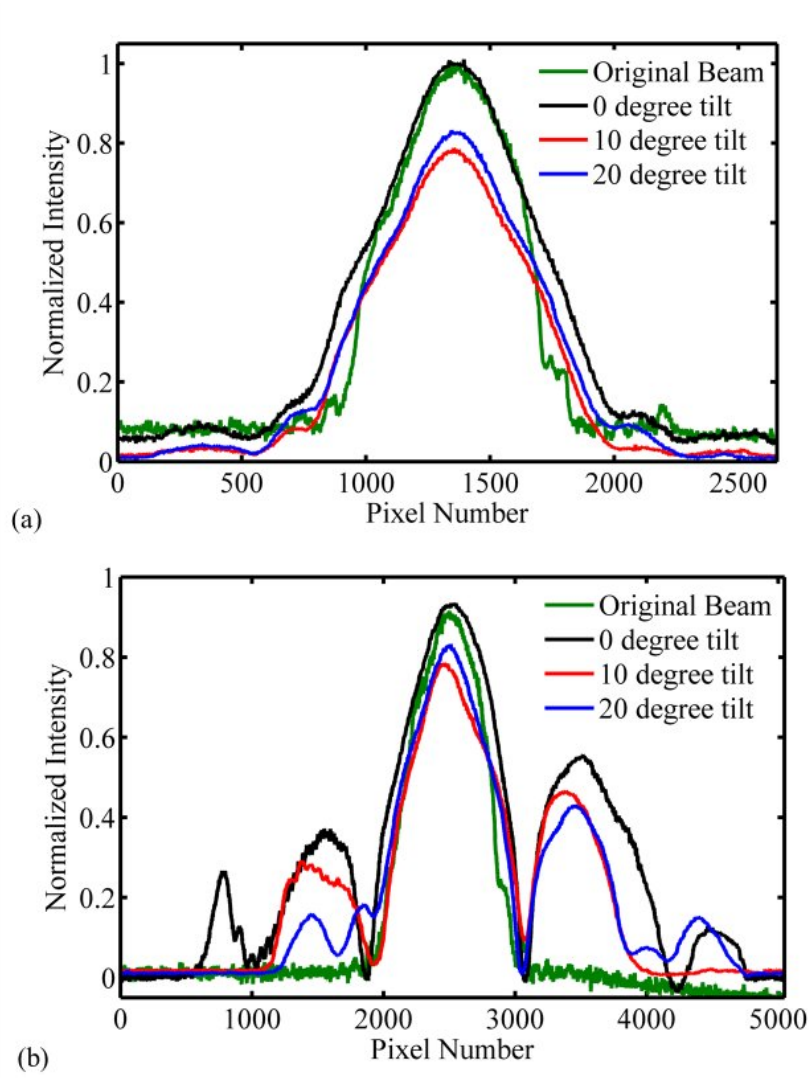 1
0.8
0.6
0.4
0.2
0
Normalized Intensity
Original Beam
0 degree tilt
10 degree tilt
20 degree tilt
0 500 1000 1500 2000 2500
Pixel Number
(a)
1
0.8
0.6
0.4
0.2
0
Normalized Intensity
Original Beam
0 degree tilt
10 degree tilt
20 degree tilt
0 1000 2000 3000 4000 5000
Pixel Number
(b)